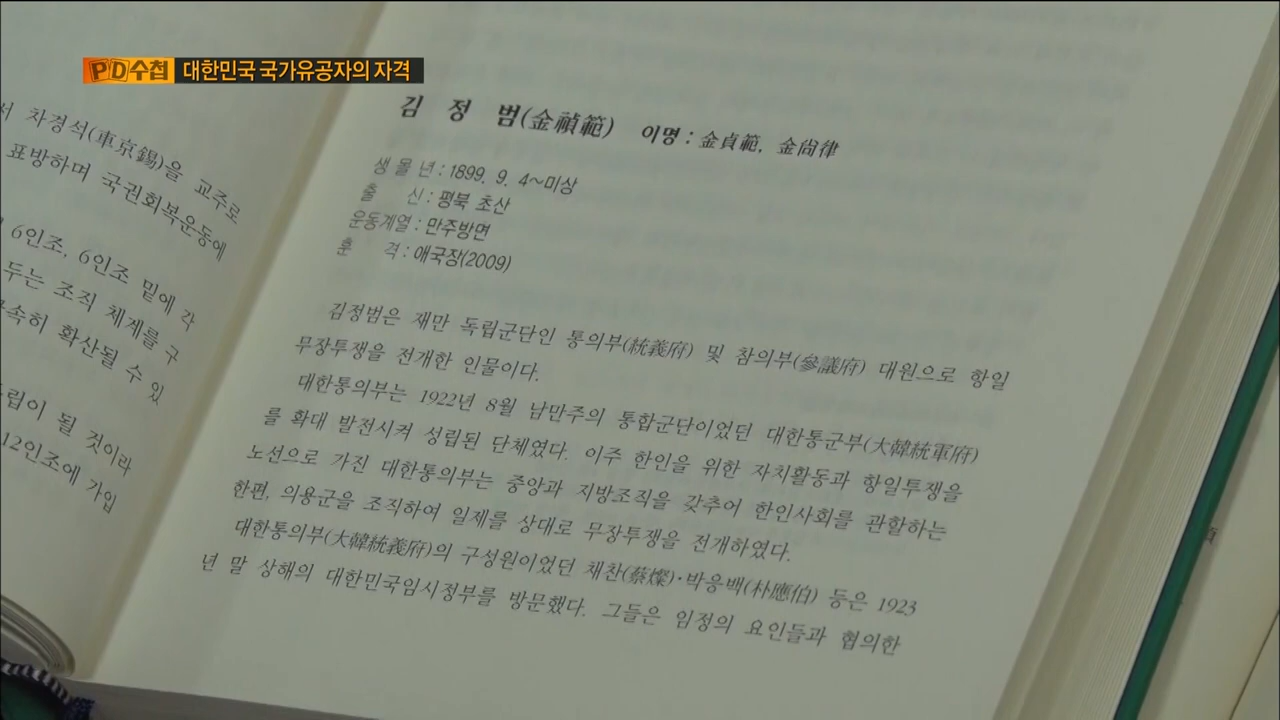 PD수첩 대한민국 국가유공자의 자격
서 차경석(車京錫)을 교주로
표방하며 국권회복운동에
6인조, 6인조 밑에 각
두는 조직 체계를 구
속히 확산될 수 있
립이 될 것이라
12인조에 가입
김 정 범(金禎範) 이명 : 金貞範, 金尙律
생 몰 년 : 1899. 9. 4~미상
출 신 : 평북 초산
운동계열 : 만주방면
훈 격 : 애국장(2009)
김정범은 재만 독립군단인 통의부(統義府) 및 참의부(參議府) 대원으로 항일
무장투쟁을 전개한 인물이다.
대한통의부는 1922년 8월 남만주의 통합군단이었던 대한통군부(大韓統軍府)
를 확대 발전시켜 성립된 단체였다. 이주 한인을 위한 자치활동과 항일투쟁을
노선으로 가진 대한통의부는 중앙과 지방조직을 갖추어 한인사회를 관할하는
한편, 의용군을 조직하여 일제를 상대로 무장투쟁을 전개하였다.
대한통의부(大韓統義府)의 구성원이었던 채찬(蔡燦)·박응백(朴應伯) 등은 1923
년 말 상해의 대한민국임시정부를 방문했다. 그들은 임정의 요인들과 협의한